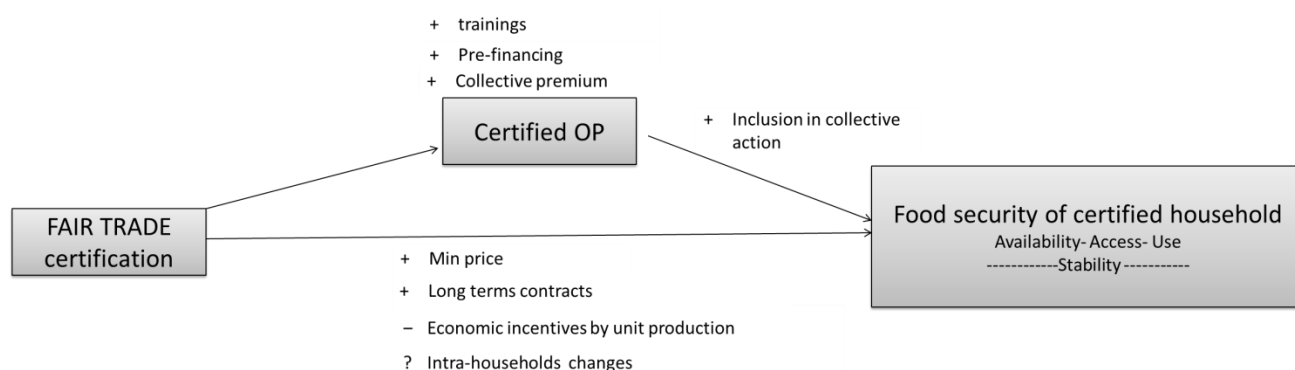 + trainings
+ Pre-financing
+ Collective premium
Certified OP
+ Inclusion in collective
action
FAIR TRADE
certification
Food security of certified household
Availability- Access- Use
------------Stability-----------
+ Min price
+ Long terms contracts
– Economic incentives by unit production
? Intra-households changes